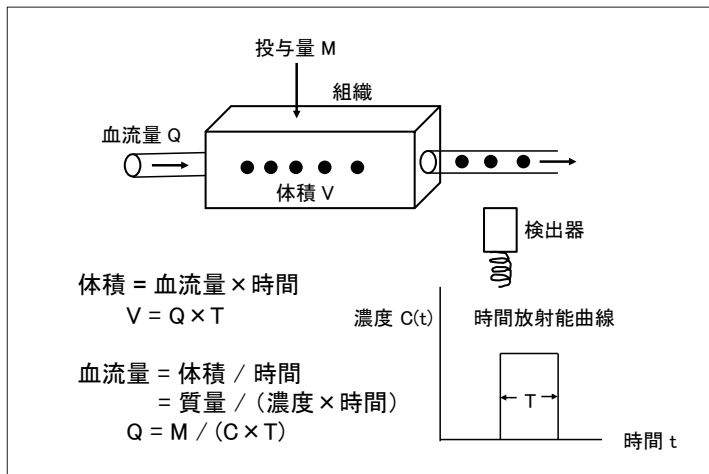 投与量 M
組織
血流量 Q
体積 V
検出器
体積 = 血流量×時間
V = Q×T
濃度 C(t)
時間放射能曲線
血流量 = 体積 / 時間
= 質量 / (濃度×時間)
Q = M / (C×T)
T
時間 t